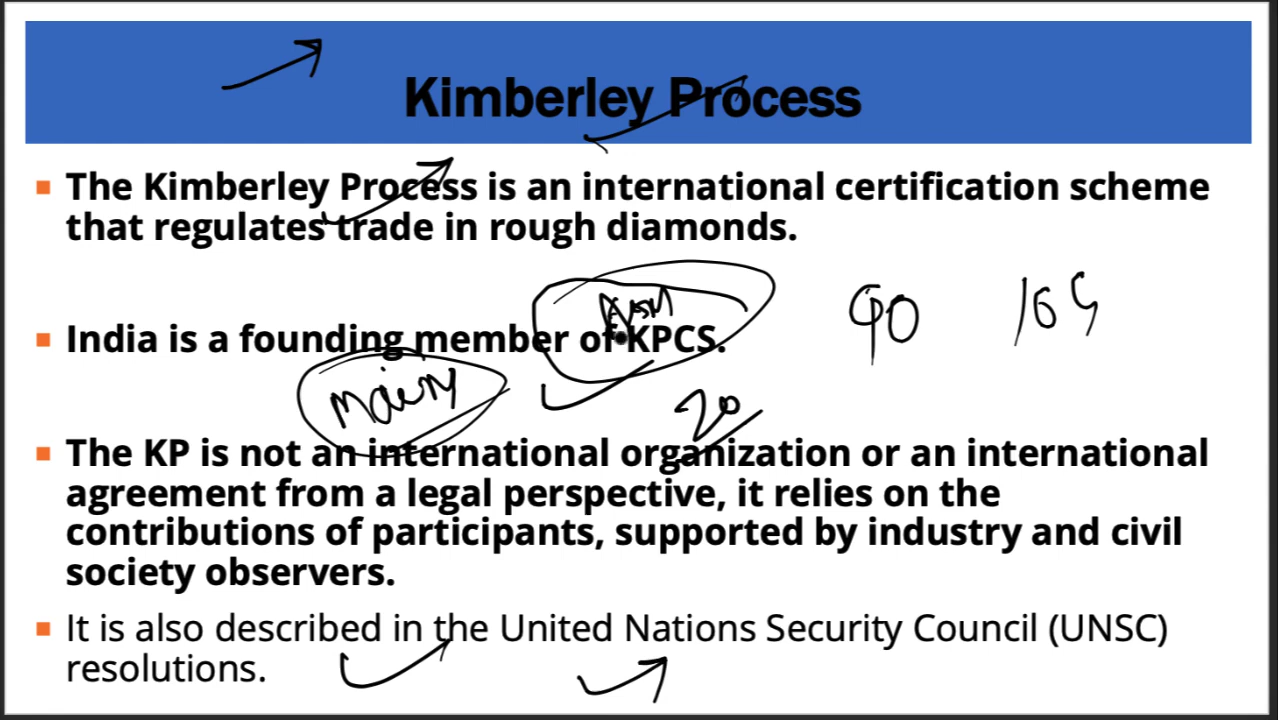 Kimberley Process
The Kimberley Process is an international certification scheme
that regulates trade in rough diamonds.
India is a founding member of KPCS.
20
The KP is not an international organization or an international
agreement from a legal perspective, it relies on the
contributions of participants, supported by industry and civil
society observers.
It is also described in the United Nations Security Council (UNSC)
resolutions.